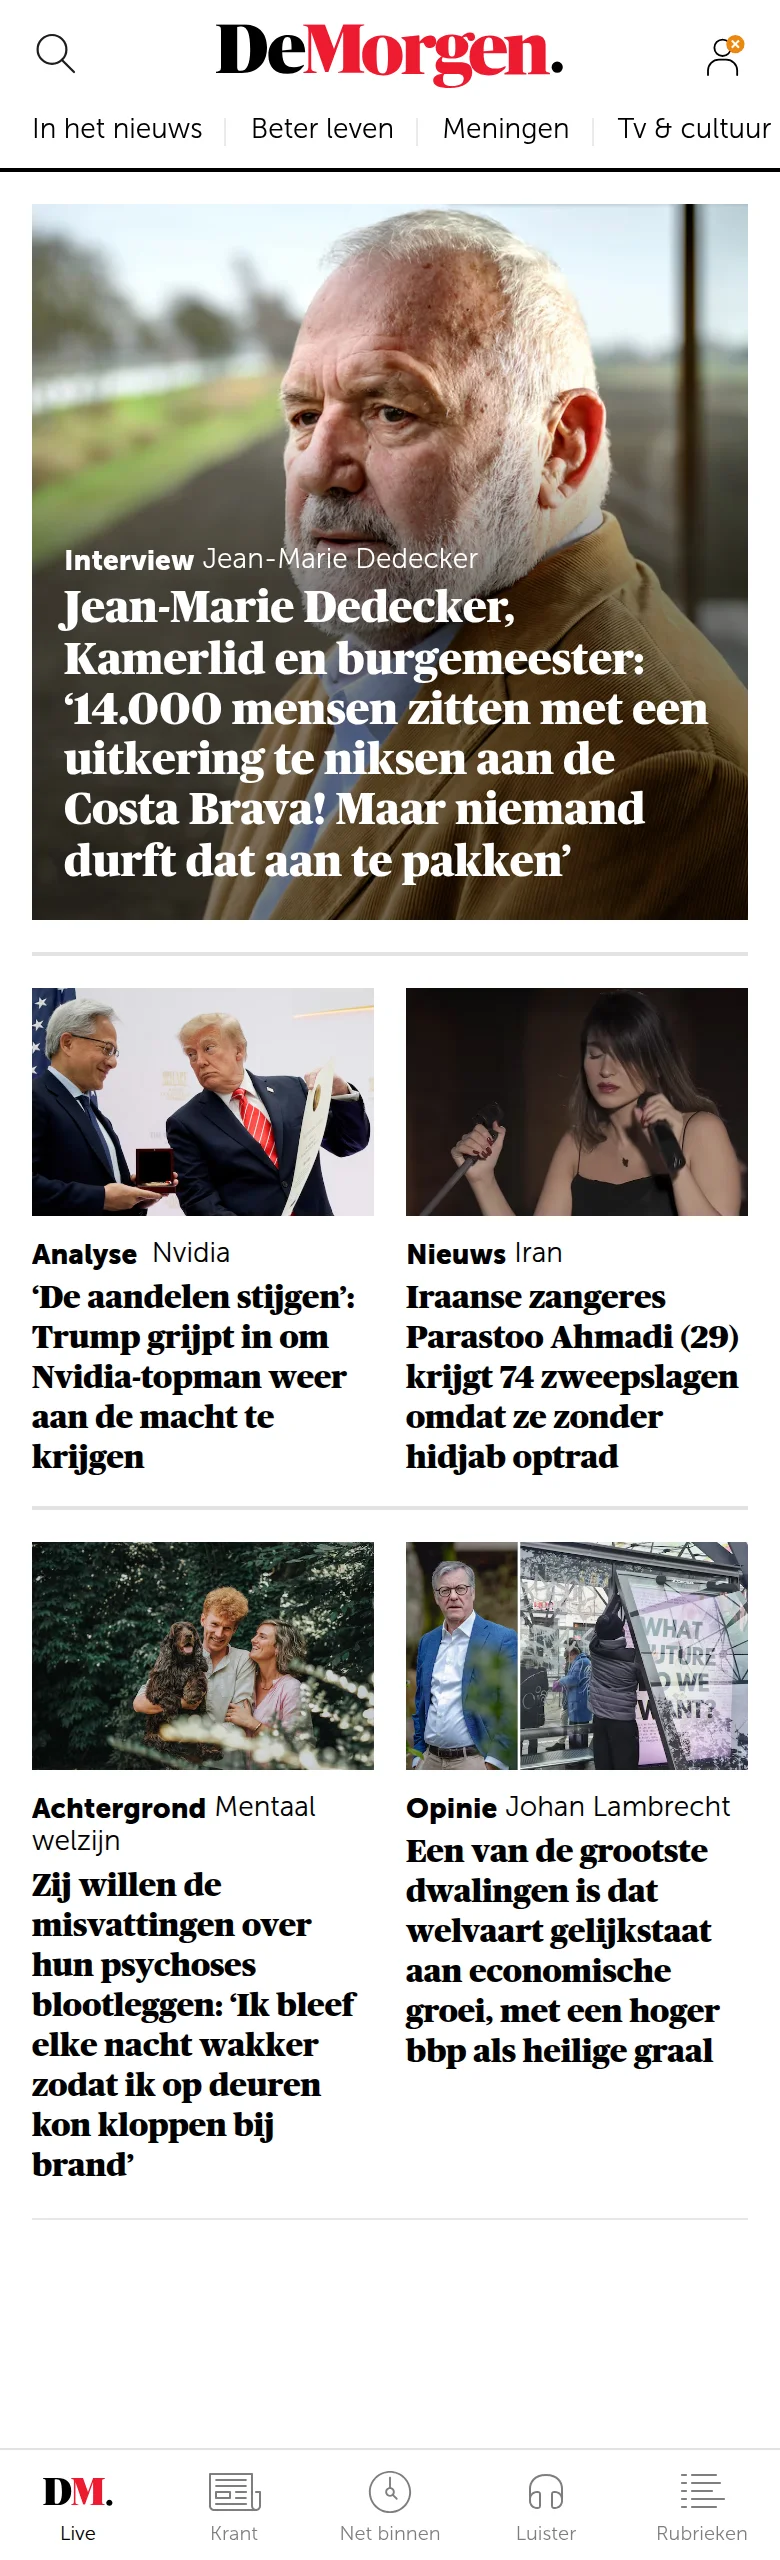 DeMorgen.
In het nieuws
Beter leven
Meningen
Tv & cultuur
Interview Jean-Marie Dedecker
Jean-Marie Dedecker,
Kamerlid en burgemeester:
‘14.000 mensen zitten met een
uitkering te niksen aan de
Costa Brava! Maar niemand
durft dat aan te pakken’
Analyse Nvidia
‘De aandelen stijgen’:
Trump grijpt in om
Nvidia-topman weer
aan de macht te
krijgen
Nieuws Iran
Iraanse zangeres
Parastoo Ahmadi (29)
krijgt 74 zweepslagen
omdat ze zonder
hidjab optrad
WHAT
WE
Achtergrond Mentaal
welzijn
Zij willen de
misvattingen over
hun psychoses
blootleggen: ‘Ik bleef
elke nacht wakker
zodat ik op deuren
kon kloppen bij
brand’
Opinie Johan Lambrecht
Een van de grootste
dwalingen is dat
welvaart gelijkstaat
aan economische
groei, met een hoger
bbp als heilige graal
DM.
Live
Krant
Net binnen
Luister
Rubrieken